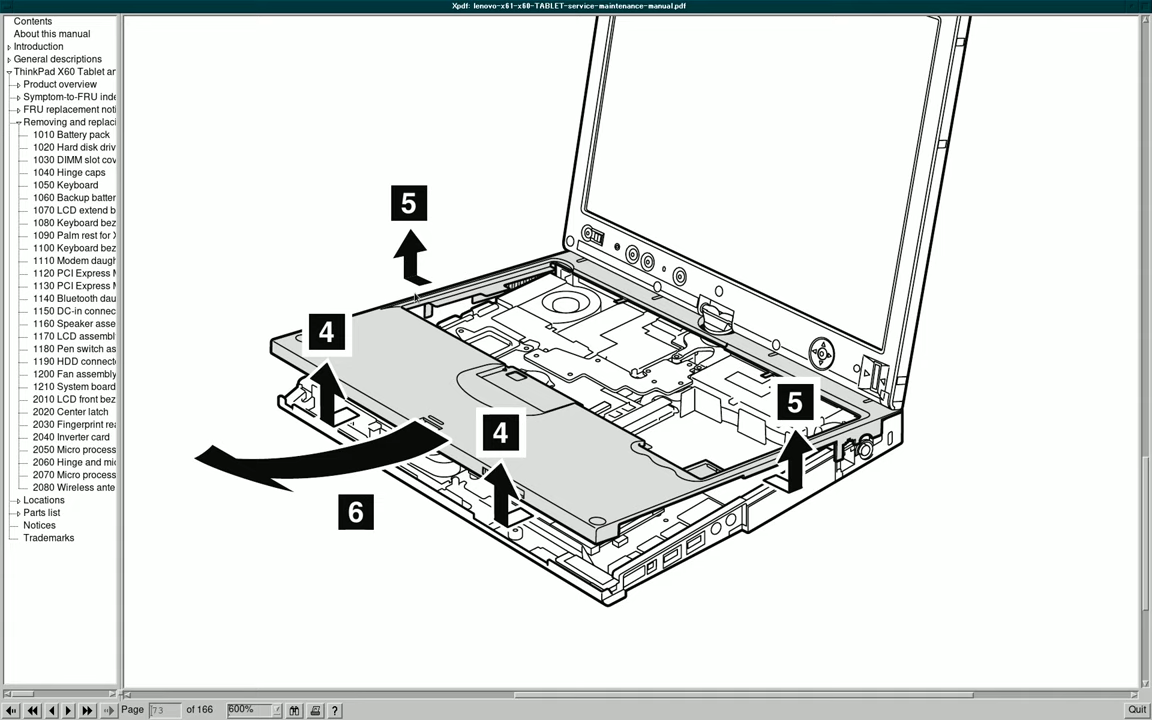 Xpdf: lenovo-x61-x60-TABLET-service-maintenance-manual.pdf
Contents
About this manual
Introduction
General descriptions
ThinkPad X60 Tablet ar
Product overview
Symptom-to-FRU inde
FRU replacement noti
Removing and replaci
1010 Battery pack
1020 Hard disk driv
1030 DIMM slot cov
1040 Hinge caps
1050 Keyboard
1060 Backup batter
1070 LCD extend b
1080 Keyboard bez
1090 Palm rest for X
1100 Keyboard bez
1110 Modem daugh
1120 PCI Express M
1130 PCI Express M
1140 Bluetooth dau
1150 DC-in connec
1160 Speaker asse
1170 LCD assembl
1180 Pen switch as
1190 HDD connecto
1200 Fan assembly
1210 System board
2010 LCD front bez
2020 Center latch
2030 Fingerprint rea
2040 Inverter card
2050 Micro process
2060 Hinge and mic
2070 Micro process
2080 Wireless ante
Locations
Parts list
Notices
Trademarks
5
4
5
4
6
Page 73 of 166 600% ? Quit